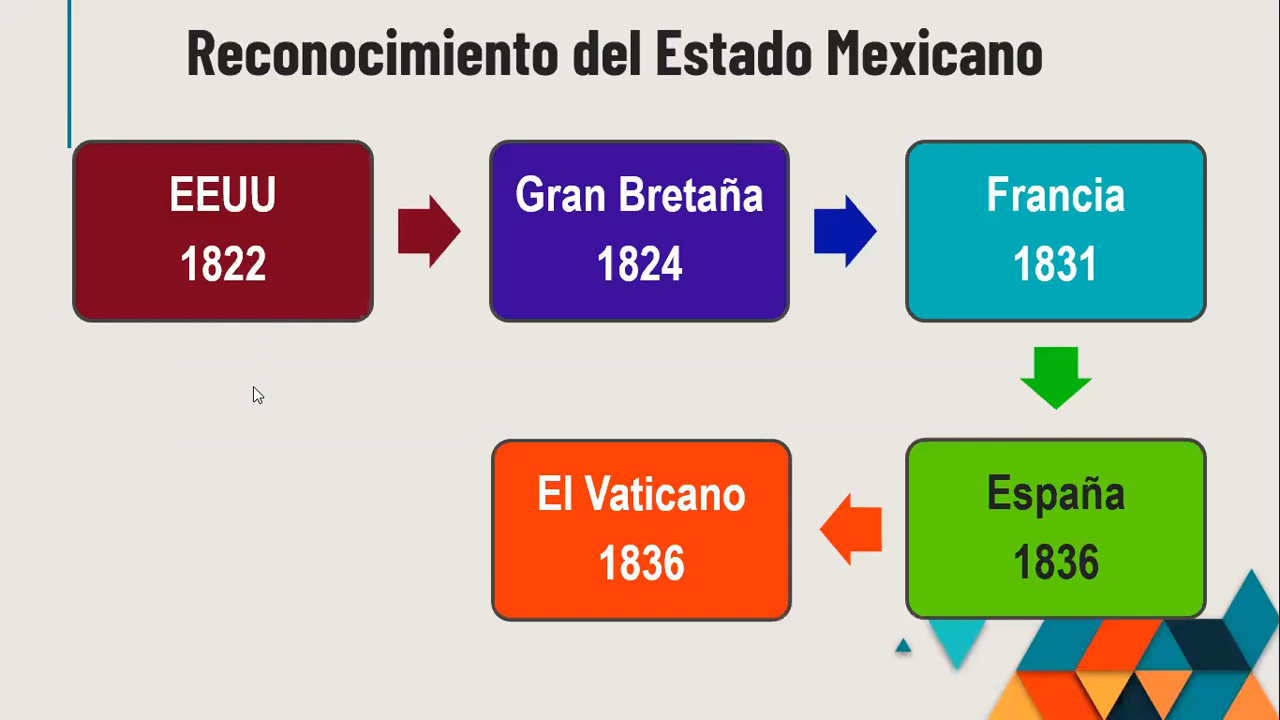 Reconocimiento del Estado Mexicano
EEUU
1822
Gran Bretaña
1824
Francia
1831
España
1836
El Vaticano
1836